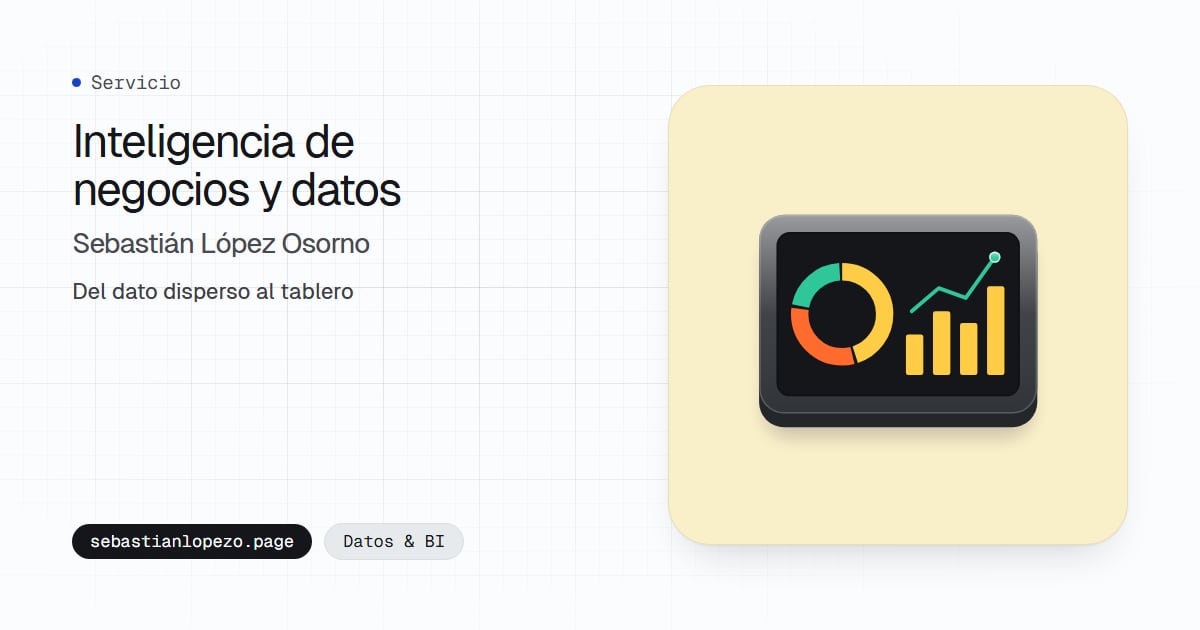 Servicio
Inteligencia de
negocios y datos
Sebastián López Osorno
Del dato disperso al tablero
sebastianlopezo.page
Datos & BI